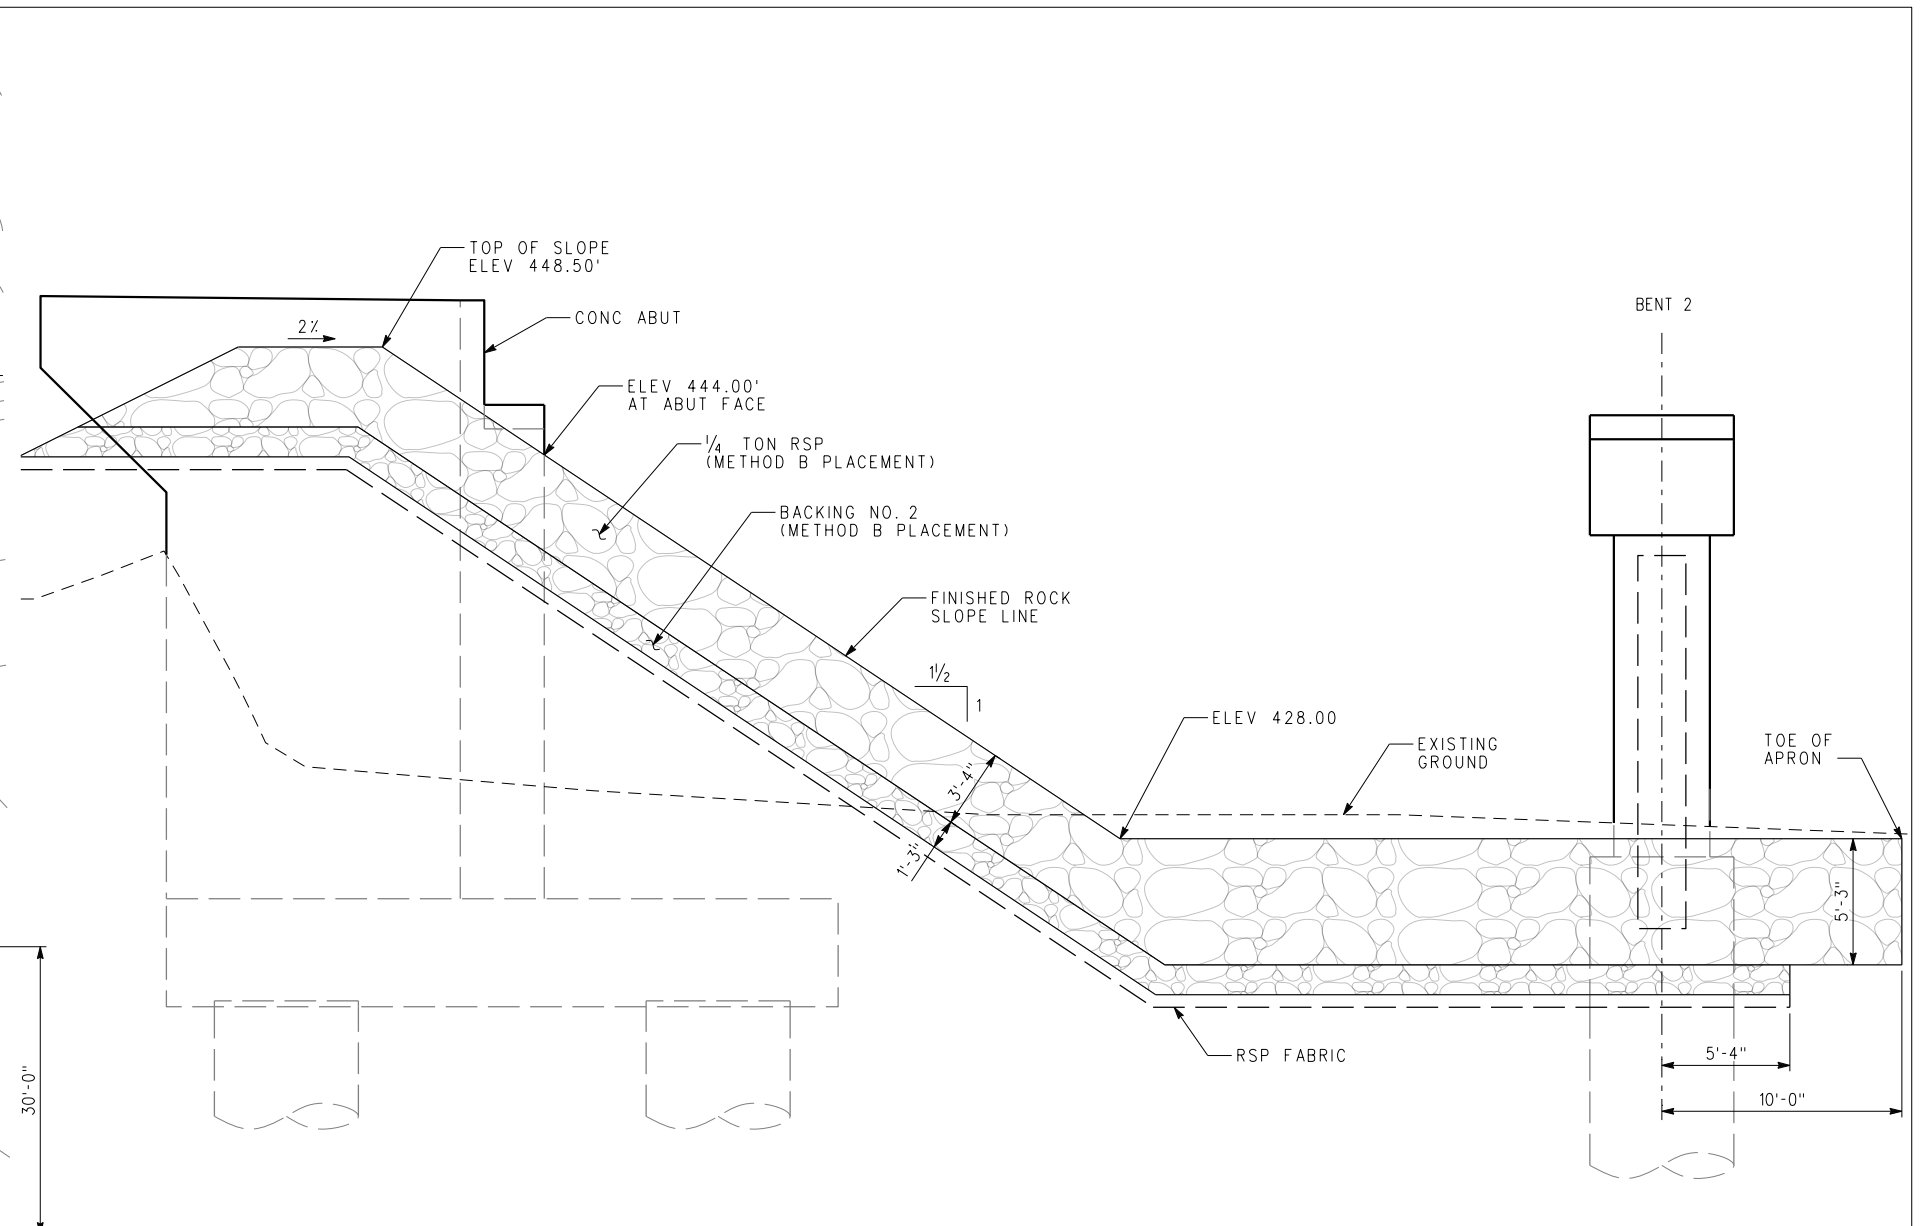 TOP OF SLOPE
ELEV 448.50'
BENT 2
2%
CONC ABUT
ELEV 444.00'
AT ABUT FACE
1/4 TON RSP
(METHOD B PLACEMENT)
BACKING NO. 2
(METHOD B PLACEMENT)
FINISHED ROCK
SLOPE LINE
1 1/2
1
ELEV 428.00
EXISTING
GROUND
TOE OF
APRON
3'-4"
1'-3"
5'-3"
RSP FABRIC
5'-4"
10'-0"
30'-0"